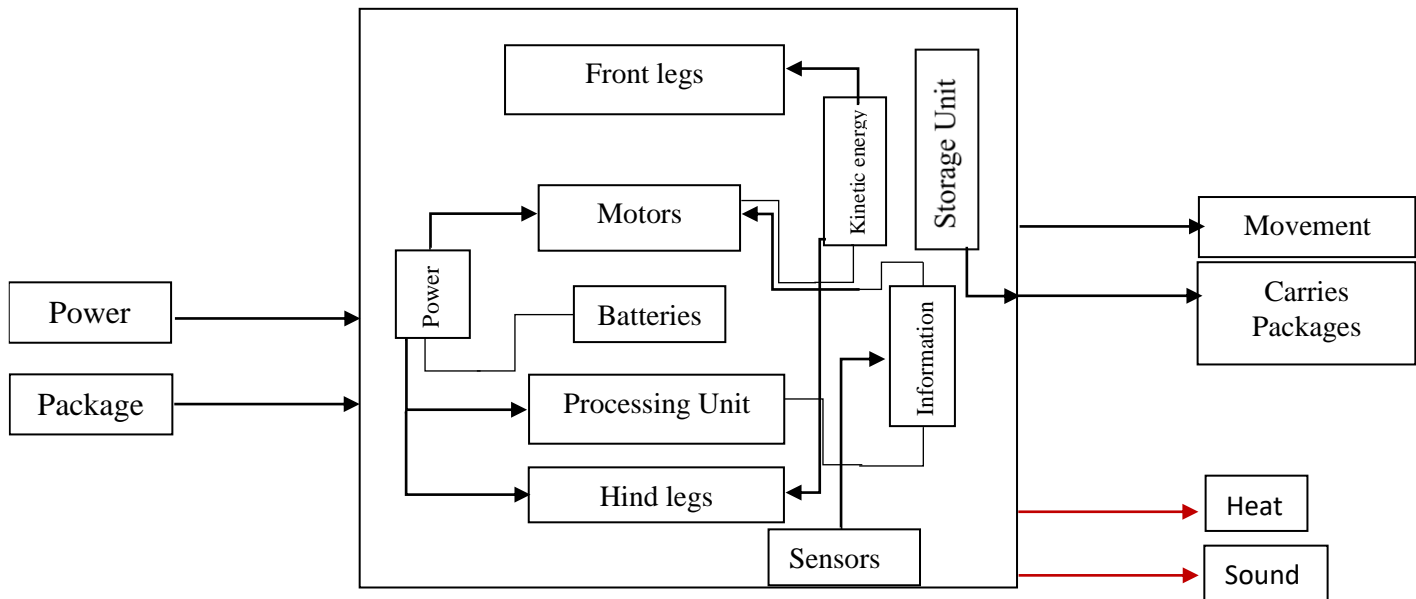 Front legs
Storage Unit
Kinetic energy
Motors
Movement
Power
Power
Batteries
Information
Carries
Packages
Package
Processing Unit
Hind legs
Heat
Sensors
Sound